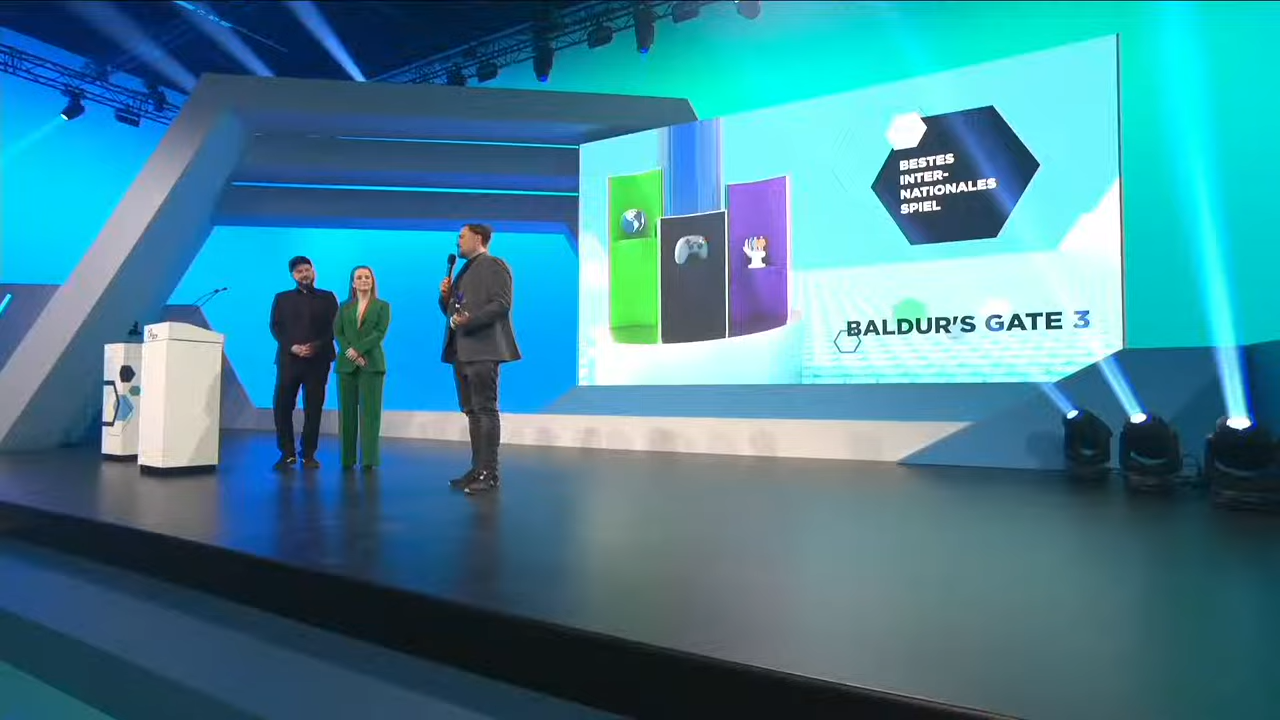 BESTES
INTER-
NATIONALES
SPIEL
BALDUR'S GATE 3